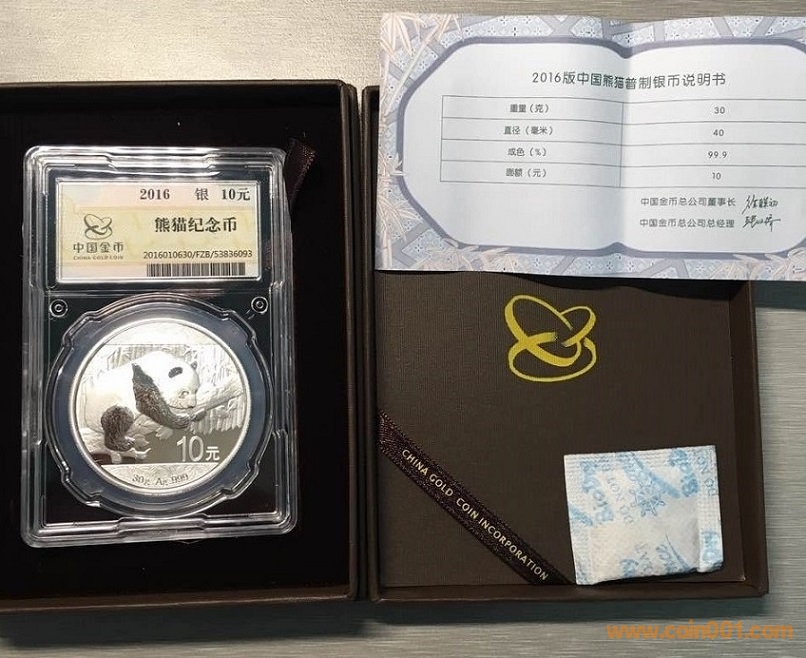 2016版中国熊猫普制银币说明书
重量（克） 30
直径（毫米） 40
成色（%） 99.9
面额（元） 10
中国金币总公司董事长
中国金币总公司总经理
2016 银 10元
熊猫纪念币
中国金币
CHINA GOLD COIN
2016010630/FZB/53836093
10元
30g Ag .999
CHINA GOLD COIN INCORPORATION
DO NOT
www.coin001.com